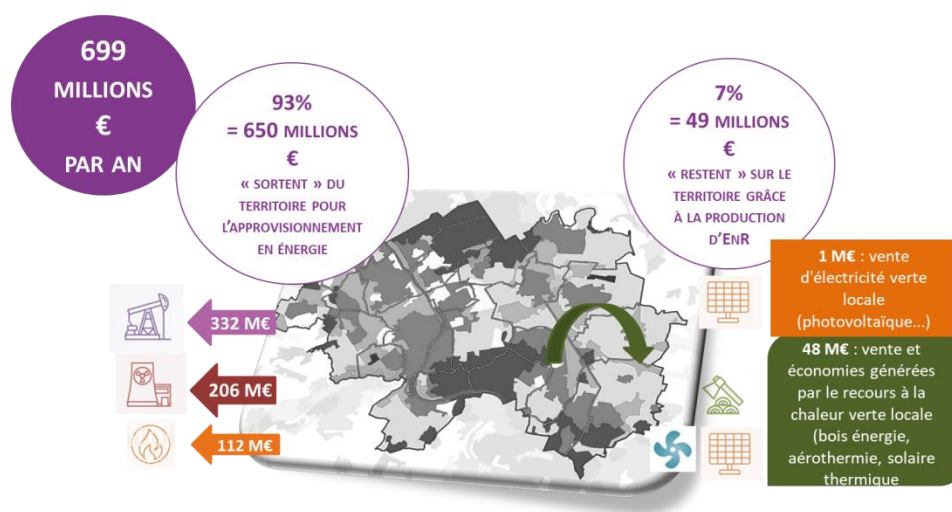 699
MILLIONS
€
PAR AN
93%
= 650 MILLIONS
€
« SORTENT » DU
TERRITOIRE POUR
L'APPROVISIONNEMENT
EN ÉNERGIE
7%
= 49 MILLIONS
€
« RESTENT » SUR LE
TERRITOIRE GRÂCE
À LA PRODUCTION
D'ENR
332 M€
206 M€
112 M€
1 M€ : vente
d'électricité verte
locale
(photovoltaïque...)
48 M€ : vente et
économies générées
par le recours à la
chaleur verte locale
(bois énergie,
aérothermie, solaire
thermique